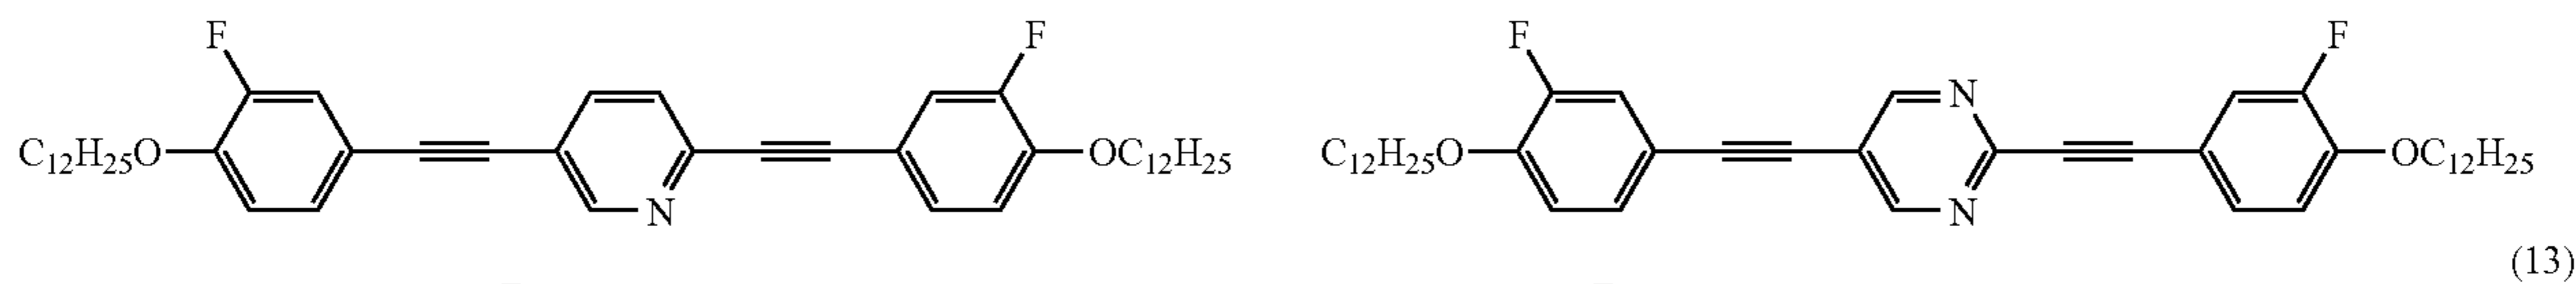 F F F F
C₁₂H₂₅O N OC₁₂H₂₅ C₁₂H₂₅O N N OC₁₂H₂₅
(13)